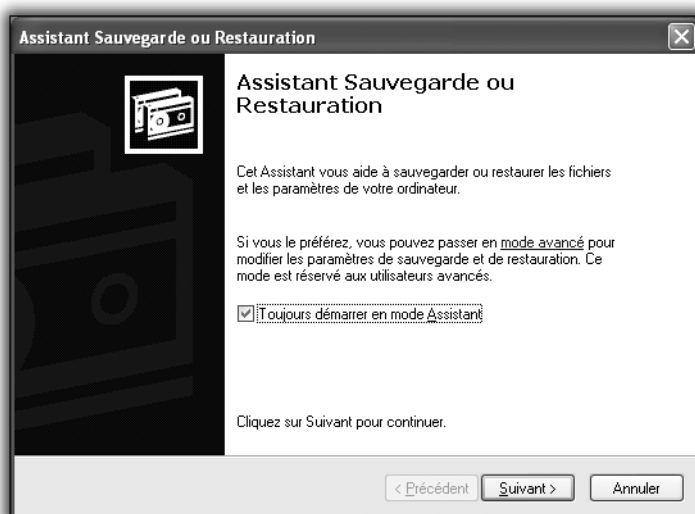 Assistant Sauvegarde ou Restauration
Assistant Sauvegarde ou
Restauration
Cet Assistant vous aide à sauvegarder ou restaurer les fichiers
et les paramètres de votre ordinateur.
Si vous le préférez, vous pouvez passer en mode avancé pour
modifier les paramètres de sauvegarde et de restauration. Ce
mode est réservé aux utilisateurs avancés.
Toujours démarrer en mode Assistant
Cliquez sur Suivant pour continuer.
< Précédent Suivant > Annuler